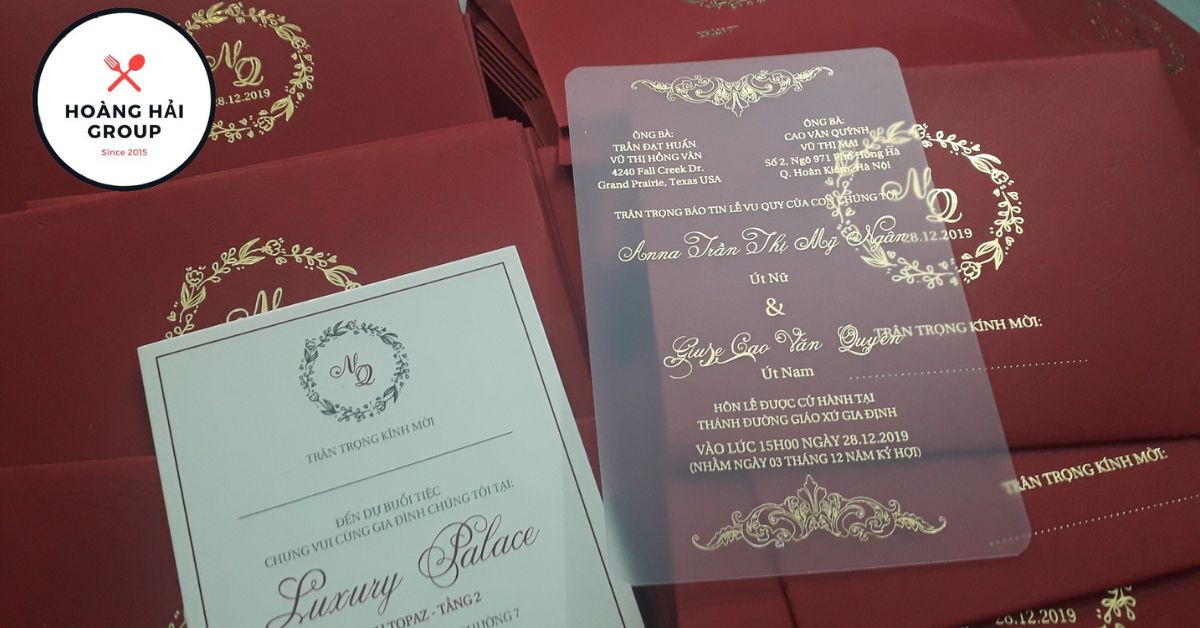 HOÀNG HẢI
GROUP
Since 2015
NQ
28.12.2019
NQ
TRÂN TRỌNG KÍNH MỜI
ĐẾN DỰ BUỔI TIỆC
CHUNG VUI CÙNG GIA ĐÌNH CHÚNG TÔI TẠI:
Luxury Palace
TOPAZ - TẦNG 2
PHƯỜNG 7
ÔNG BÀ:
TRẦN ĐẠT HUẤN
VŨ THỊ HỒNG VÂN
4240 Fall Creek Dr.
Grand Prairie, Texas USA
ÔNG BÀ:
CAO VĂN QUỲNH
VŨ THỊ MAI
Số 2, Ngõ 971 Phố Hồng Hà
Q. Hoàn Kiếm, Hà Nội
TRÂN TRỌNG BÁO TIN LỄ VU QUY CỦA CON CHÚNG TÔI
Anna Trần Thị Mỹ Ngân
Út Nữ
&
Giuse Cao Văn Quyền
Út Nam
HÔN LỄ ĐƯỢC CỬ HÀNH TẠI
THÁNH ĐƯỜNG GIÁO XỨ GIA ĐỊNH
VÀO LÚC 15H00 NGÀY 28.12.2019
(NHẰM NGÀY 03 THÁNG 12 NĂM KỶ HỢI)
NQ
28.12.2019
TRÂN TRỌNG KÍNH MỜI:
TRÂN TRỌNG KÍNH MỜI:
28.12.2019